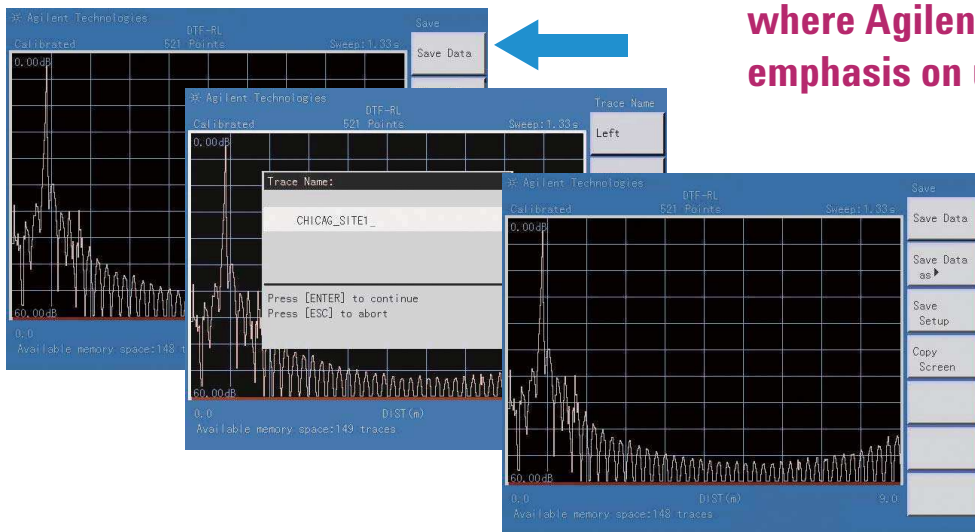 where Agilen
emphasis on
Agilent Technologies
DTF-RL
Save
Calibrated
521 Points
Sweep:1.33s
Save Data
0.00dB
60.00dB
0.0
Available memory space:148
Agilent Technologies
DTF-RL
Trace Name
Calibrated
521 Points
Sweep:1.33s
Left
0.00dB
Trace Name:
CHICAG_SITE1_
Press [ENTER] to continue
Press [ESC] to abort
60.00dB
0.0
DIST(m)
Available memory space:149 traces
Agilent Technologies
DTF-RL
Save
Calibrated
521 Points
Sweep:1.33s
Save Data
0.00dB
Save Data
as
Save
Setup
Copy
Screen
60.00dB
0.0
DIST(m)
9.0
Available memory space:148 traces